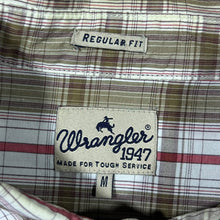 REGULAR FIT
Wrangler
1947
MADE FOR TOUGH SERVICE
M